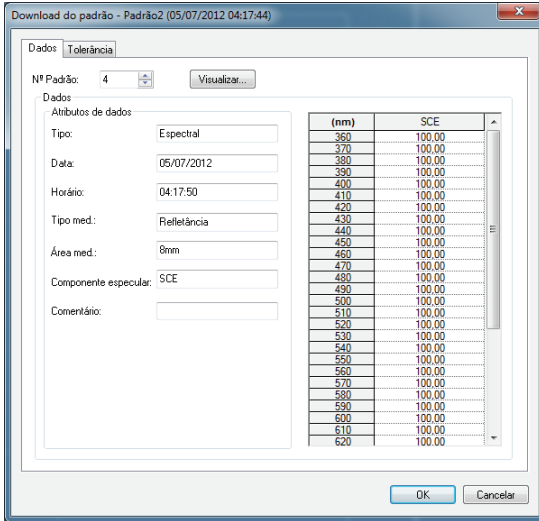 Download do padrão - Padrão2 (05/07/2012 04:17:44)
Dados Tolerância
Nº Padrão: 4 Visualizar...
Dados
Atributos de dados
Tipo: Espectral
Data: 05/07/2012
Horário: 04:17:50
Tipo med.: Refletância
Área med.: 8mm
Componente especular: SCE
Comentário:
(nm) SCE
360 100,00
370 100,00
380 100,00
390 100,00
400 100,00
410 100,00
420 100,00
430 100,00
440 100,00
450 100,00
460 100,00
470 100,00
480 100,00
490 100,00
500 100,00
510 100,00
520 100,00
530 100,00
540 100,00
550 100,00
560 100,00
570 100,00
580 100,00
590 100,00
600 100,00
610 100,00
620 100,00
OK Cancelar